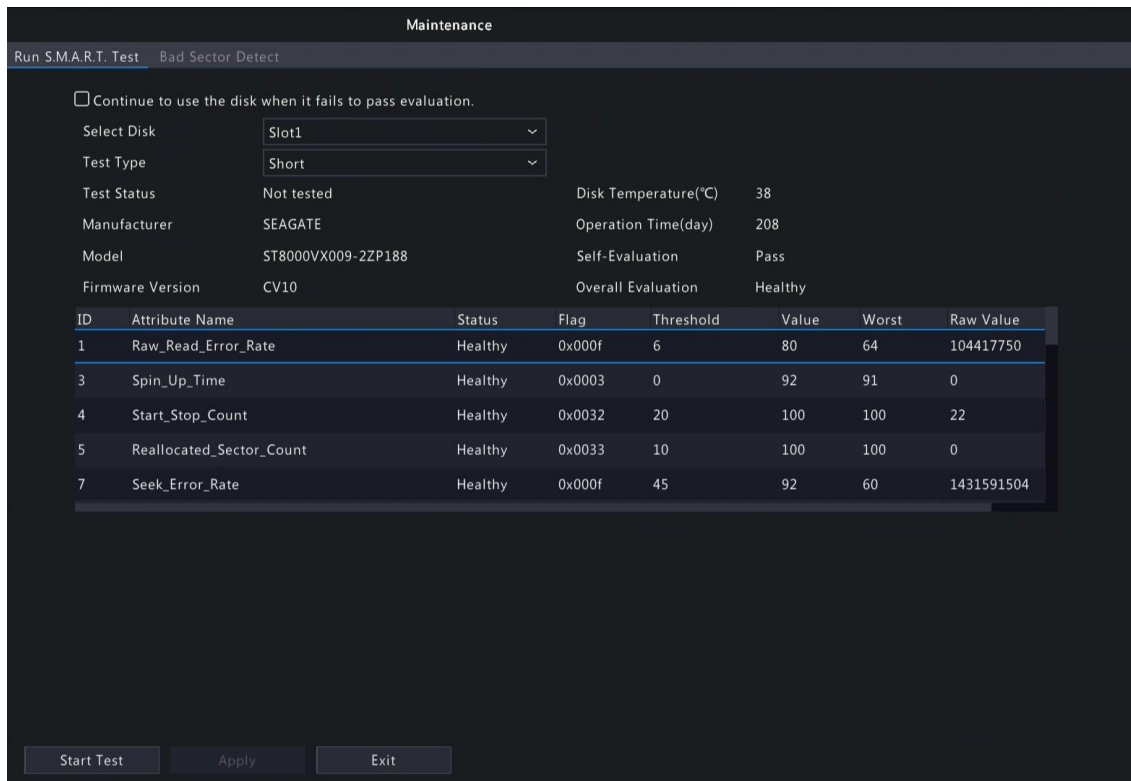 Maintenance
Run S.M.A.R.T. Test Bad Sector Detect
Continue to use the disk when it fails to pass evaluation.
Select Disk Slot1
Test Type Short
Test Status Not tested Disk Temperature(℃) 38
Manufacturer SEAGATE Operation Time(day) 208
Model ST8000VX009-2ZP188 Self-Evaluation Pass
Firmware Version CV10 Overall Evaluation Healthy
ID Attribute Name Status Flag Threshold Value Worst Raw Value
1 Raw_Read_Error_Rate Healthy 0x000f 6 80 64 104417750
3 Spin_Up_Time Healthy 0x0003 0 92 91 0
4 Start_Stop_Count Healthy 0x0032 20 100 100 22
5 Reallocated_Sector_Count Healthy 0x0033 10 100 100 0
7 Seek_Error_Rate Healthy 0x000f 45 92 60 1431591504
Start Test Apply Exit